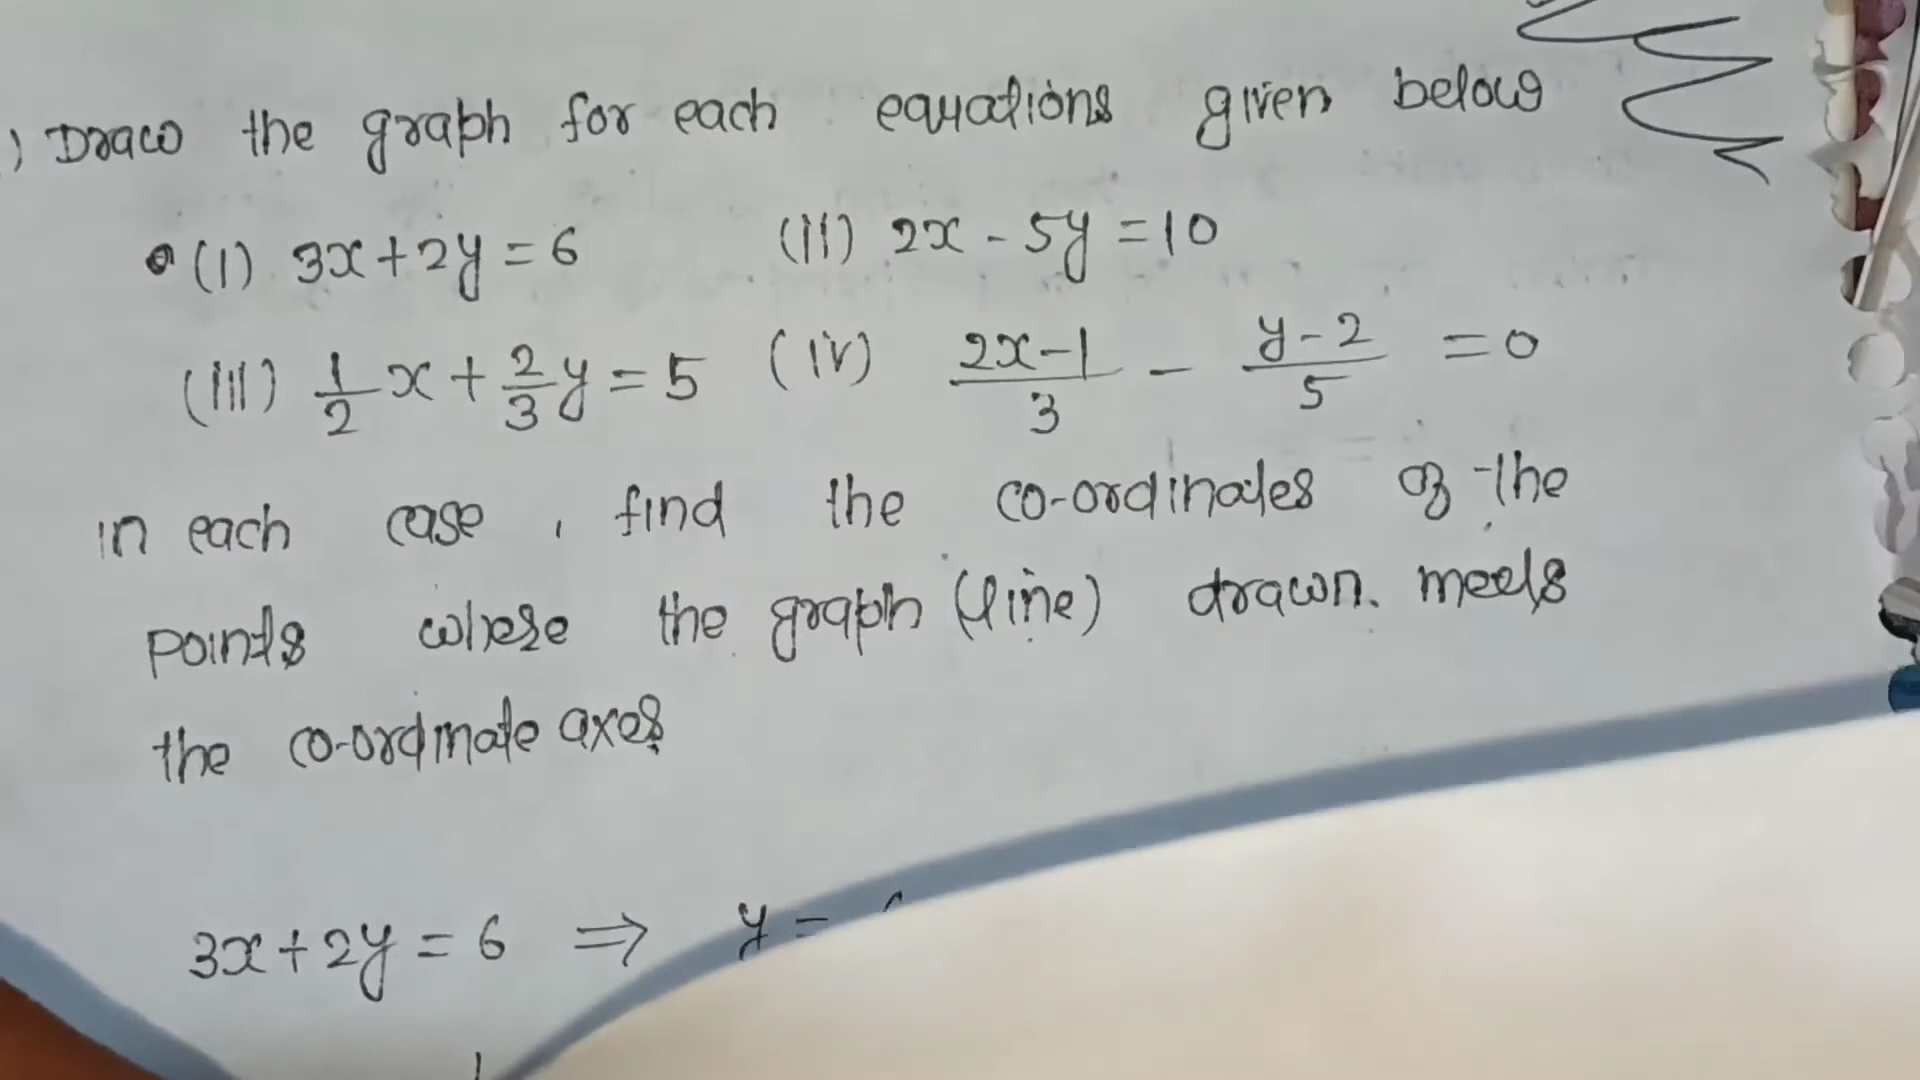 ) Draw the graph for each equations given below
(i) 3x+2y=6 (ii) 2x-5y=10
(iii) 1/2 x + 2/3 y = 5 (iv) 2x-1/3 - y-2/5 = 0
in each case, find the co-ordinates of the
points where the graph (line) drawn. meets
the co-ordinate axes
3x+2y=6 ⇒ y =